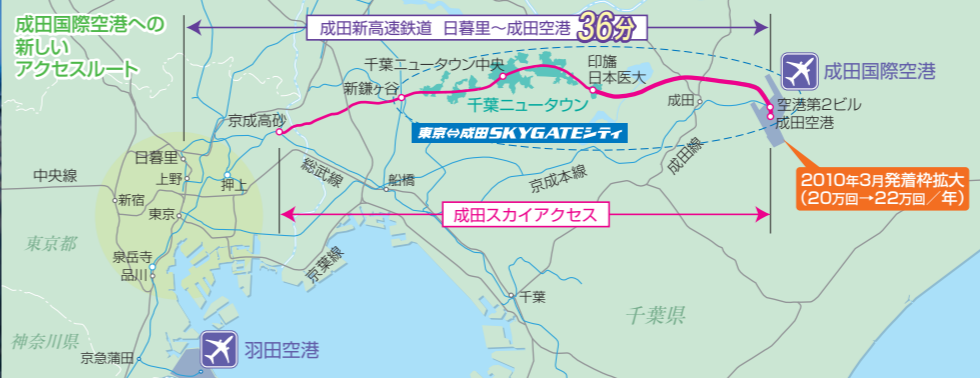 成田国際空港への
新しい
アクセスルート
成田新高速鉄道 日暮里～成田空港 36分
千葉ニュータウン中央
印旛
日本医大
成田国際空港
新鎌ヶ谷
千葉ニュータウン
成田
空港第2ビル
成田空港
京成高砂
東京⇔成田SKYGATEシティ
日暮里
中央線
上野
押上
総武線
船橋
京成本線
成田線
2010年3月発着枠拡大
（20万回→22万回／年）
新宿
東京
成田スカイアクセス
東京都
泉岳寺
品川
京葉線
千葉
千葉県
神奈川県
京急蒲田
羽田空港